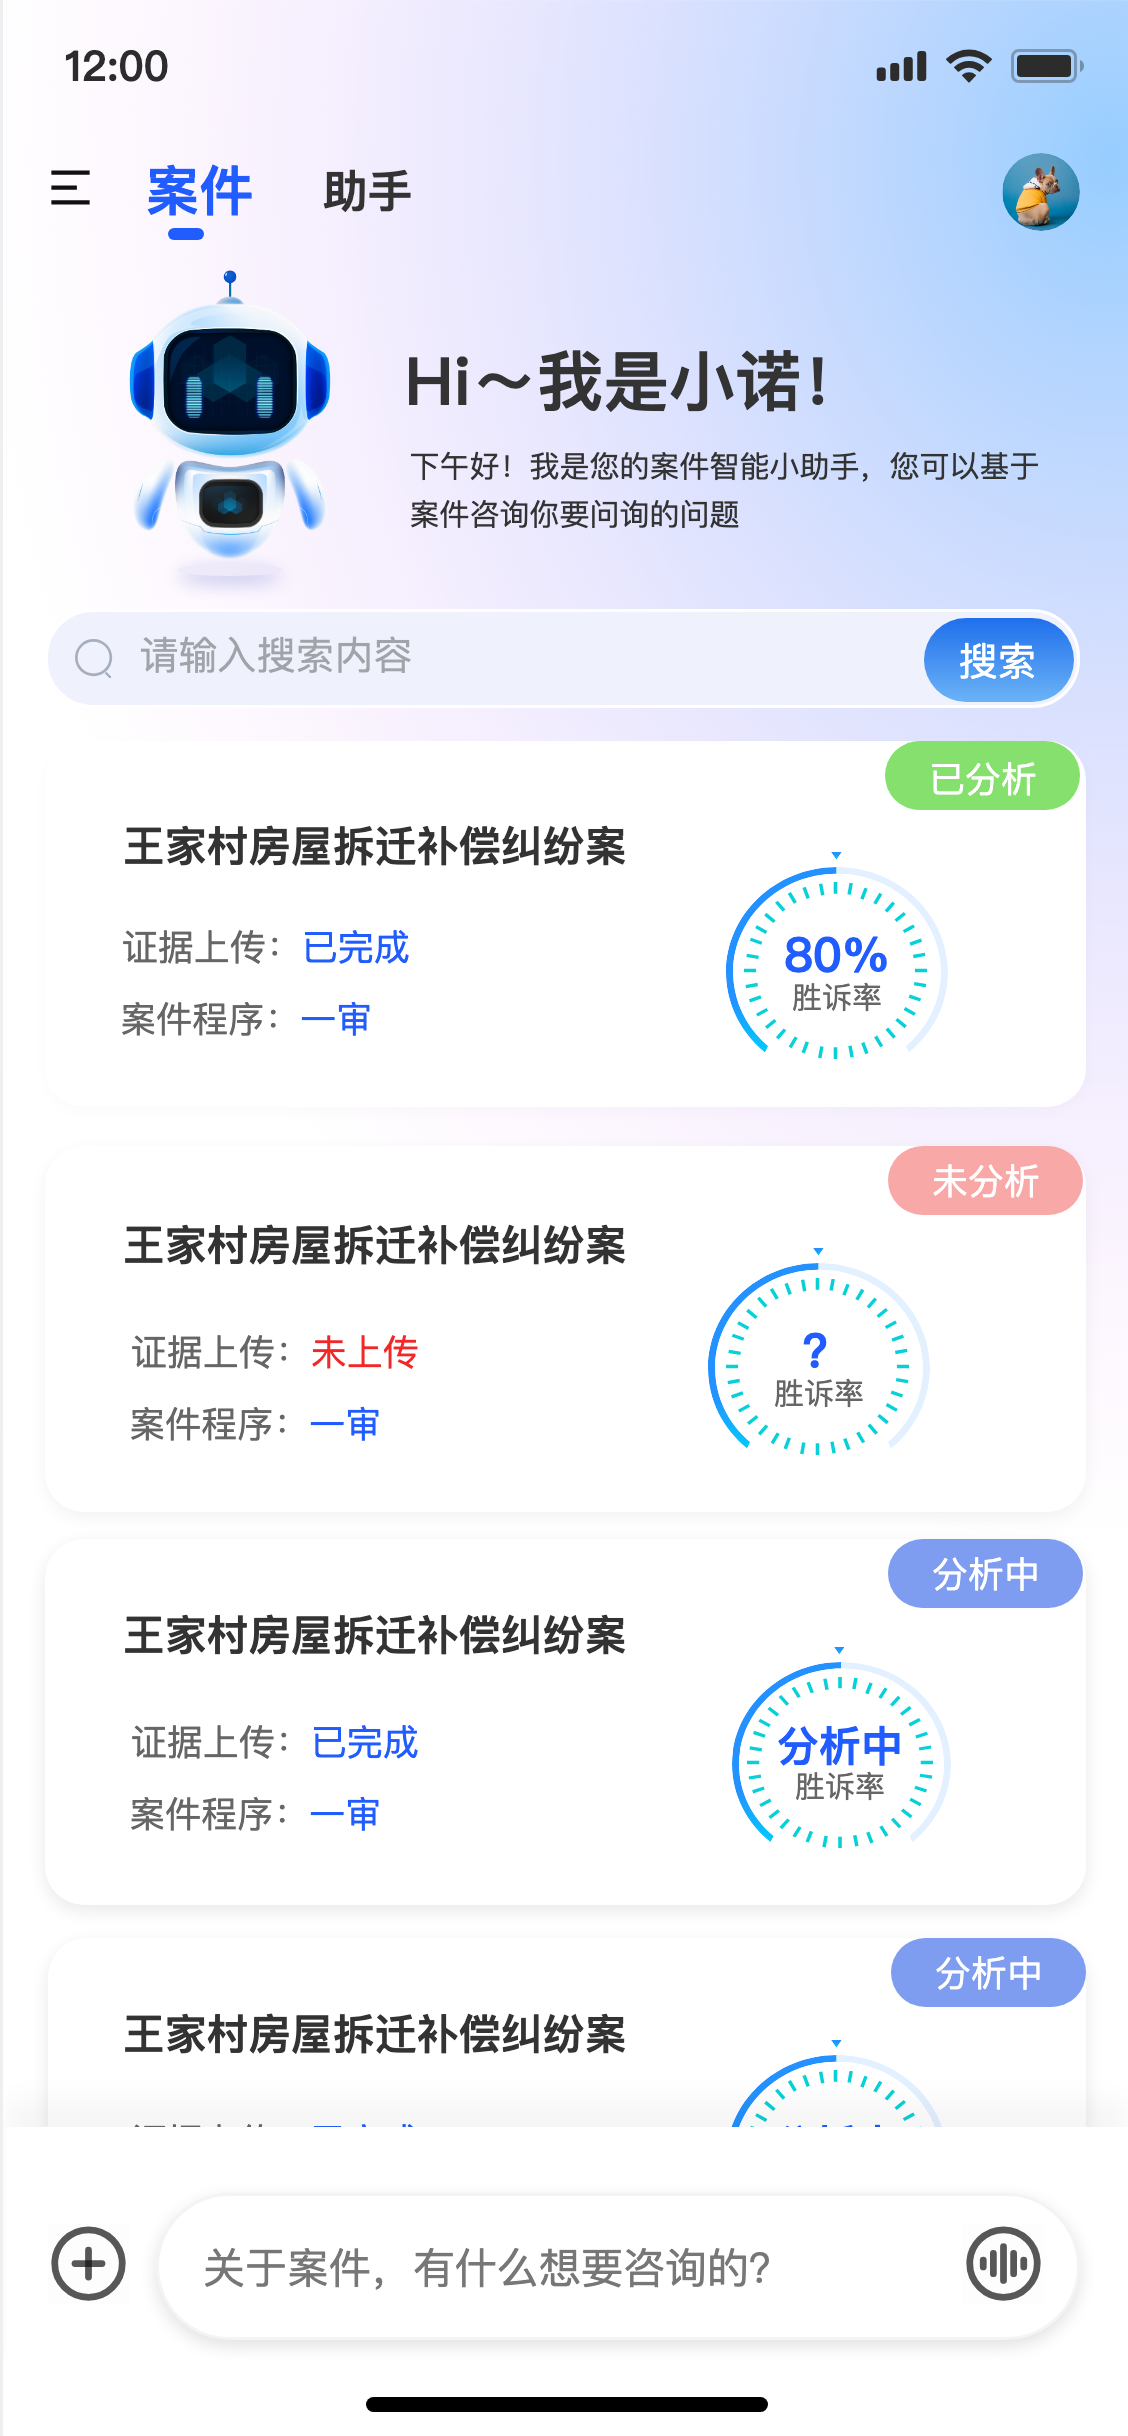 12:00
案件 助手
Hi～我是小诺！
下午好！我是您的案件智能小助手，您可以基于
案件咨询你要问询的问题
请输入搜索内容 搜索
已分析
王家村房屋拆迁补偿纠纷案
证据上传：已完成
案件程序：一审
80%
胜诉率
未分析
王家村房屋拆迁补偿纠纷案
证据上传：未上传
案件程序：一审
?
胜诉率
分析中
王家村房屋拆迁补偿纠纷案
证据上传：已完成
案件程序：一审
分析中
胜诉率
分析中
王家村房屋拆迁补偿纠纷案
关于案件，有什么想要咨询的?